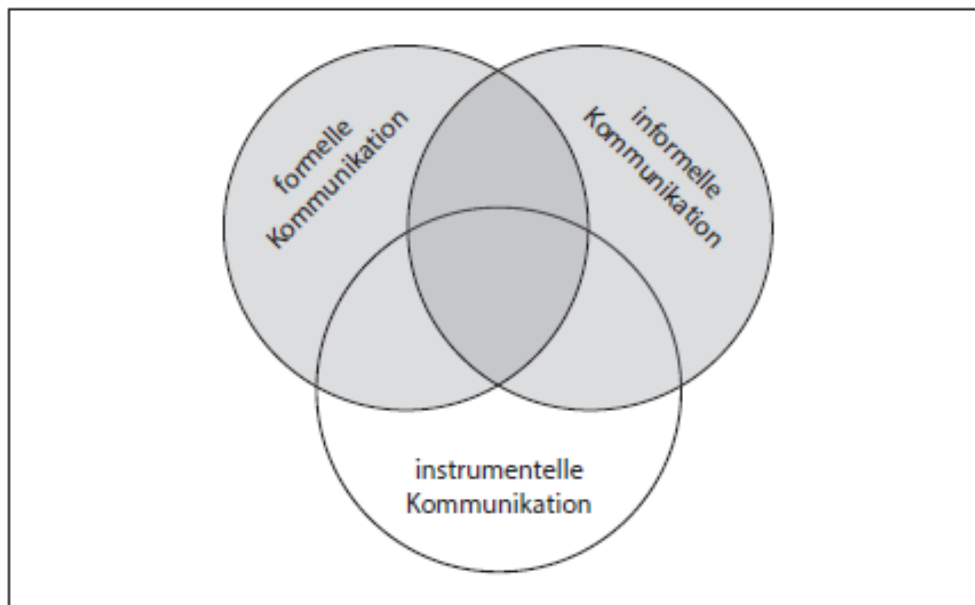 formelle
Kommunikation
informelle
Kommunikation
instrumentelle
Kommunikation